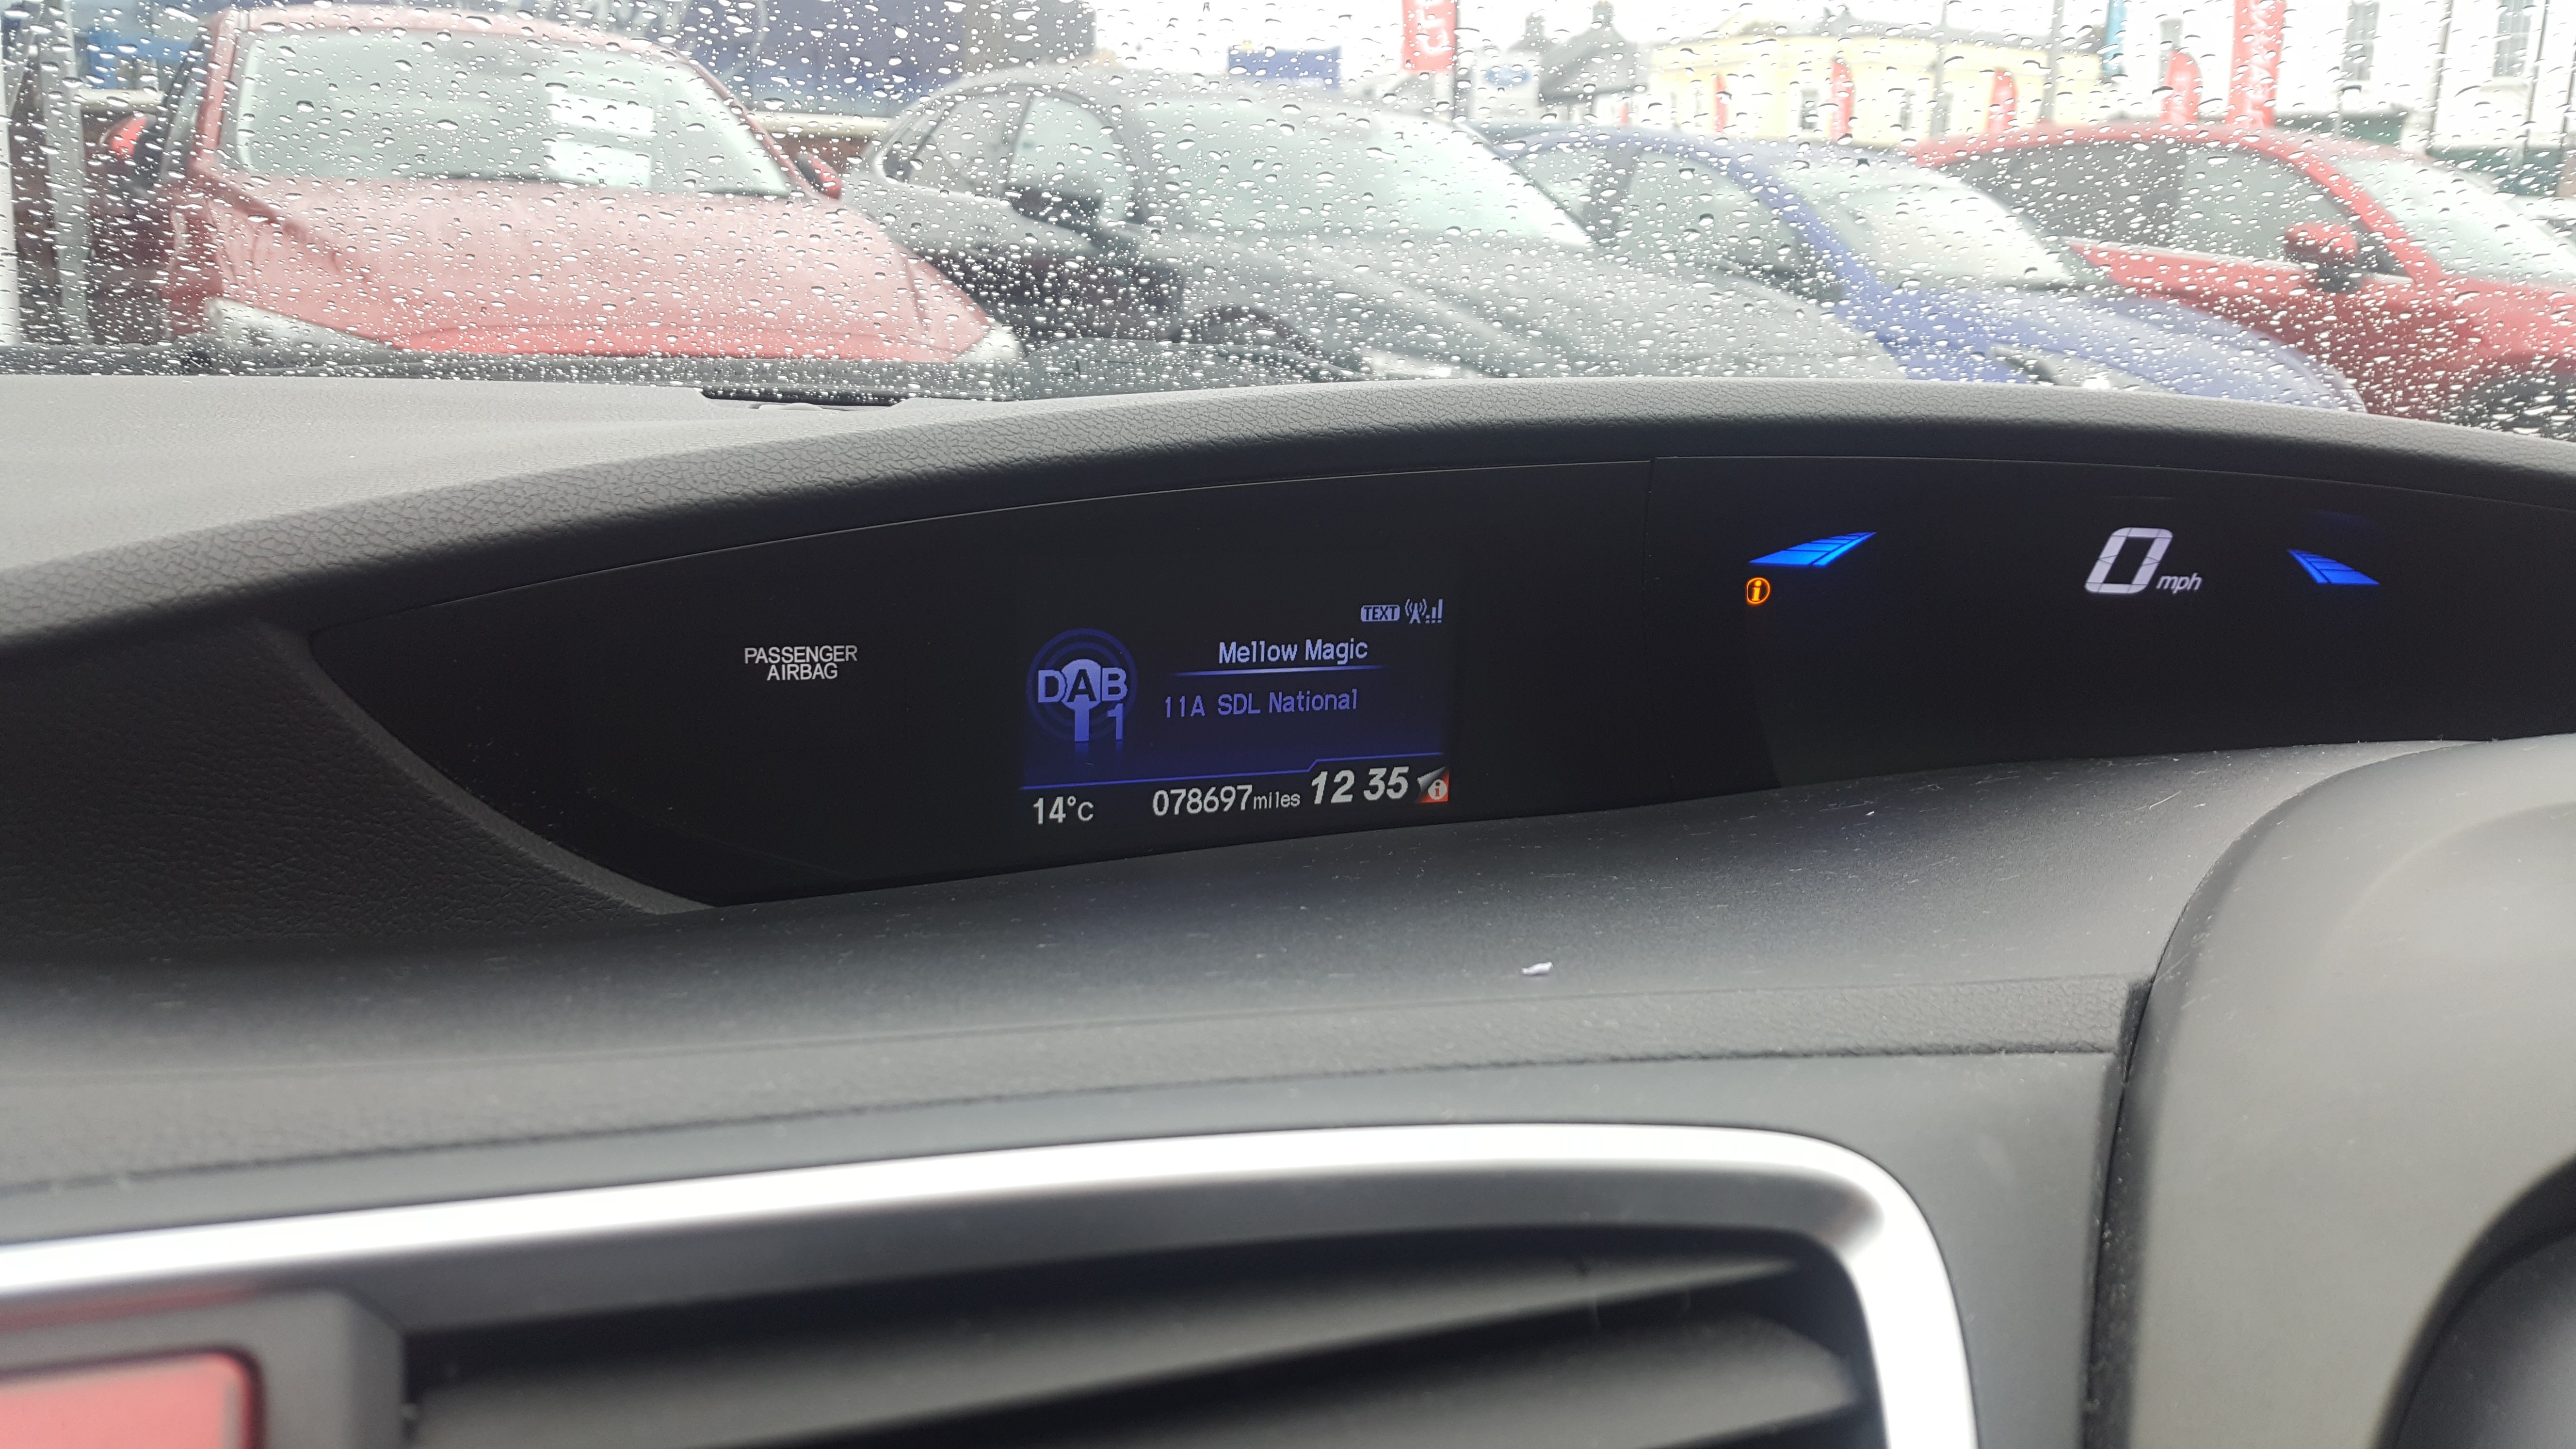 PASSENGER
AIRBAG
TEXT
DAB
1
Mellow Magic
11A SDL National
14°C
078697miles
12 35
i
i
0 mph